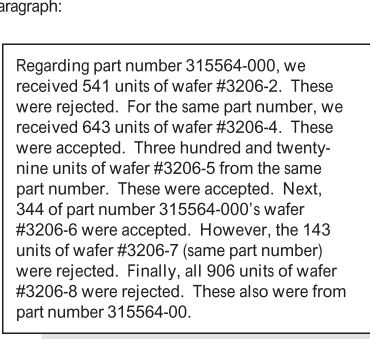 aragraph:
Regarding part number 315564-000, we
received 541 units of wafer #3206-2.  These
were rejected.  For the same part number, we
received 643 units of wafer #3206-4.  These
were accepted.  Three hundred and twenty-
nine units of wafer #3206-5 from the same
part number.  These were accepted.  Next,
344 of part number 315564-000's wafer
#3206-6 were accepted.  However, the 143
units of wafer #3206-7 (same part number)
were rejected.  Finally, all 906 units of wafer
#3206-8 were rejected.  These also were from
part number 315564-00.